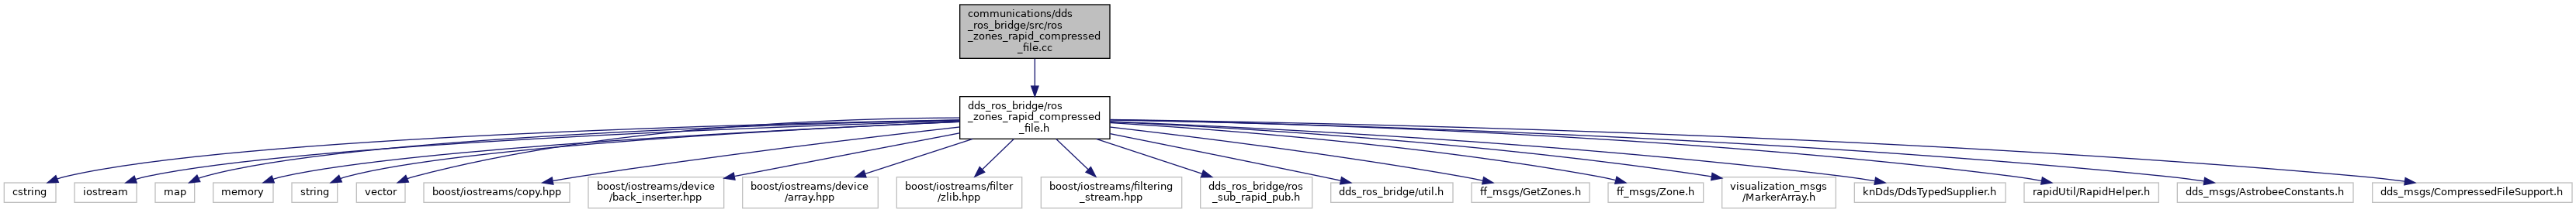 communications/dds
_ros_bridge/src/ros
_zones_rapid_compressed
_file.cc
dds_ros_bridge/ros
_zones_rapid_compressed
_file.h
cstring
iostream
map
memory
string
vector
boost/iostreams/copy.hpp
boost/iostreams/device
/back_inserter.hpp
boost/iostreams/device
/array.hpp
boost/iostreams/filter
/zlib.hpp
boost/iostreams/filtering
_stream.hpp
dds_ros_bridge/ros
_sub_rapid_pub.h
dds_ros_bridge/util.h
ff_msgs/GetZones.h
ff_msgs/Zone.h
visualization_msgs
/MarkerArray.h
knDds/DdsTypedSupplier.h
rapidUtil/RapidHelper.h
dds_msgs/AstrobeeConstants.h
dds_msgs/CompressedFileSupport.h